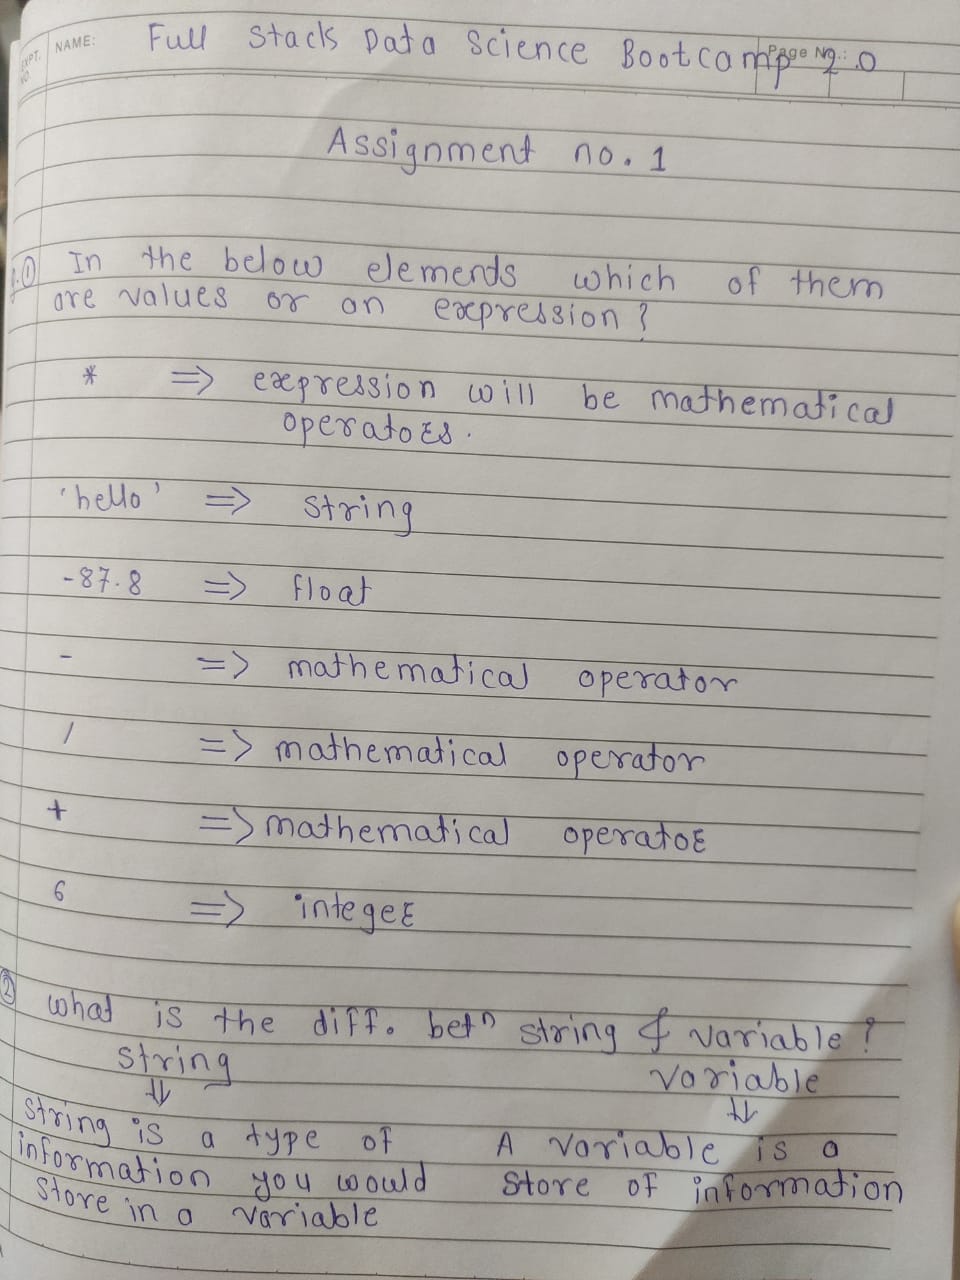 EXPT. NO.
NAME: Full Stack Data Science Bootcamp 2.0
Page No.:
Assignment no. 1
Q.① In the below elements which of them
are values or an expression?
* => expression will be mathematical
operators.
'hello' => string
-87.8 => float
- => mathematical operator
/ => mathematical operator
+ => mathematical operator
6 => integer
② What is the diff. betn string & variable?
string
variable
⇓
⇓
string is a type of
information you would
store in a variable
A variable is a
store of information